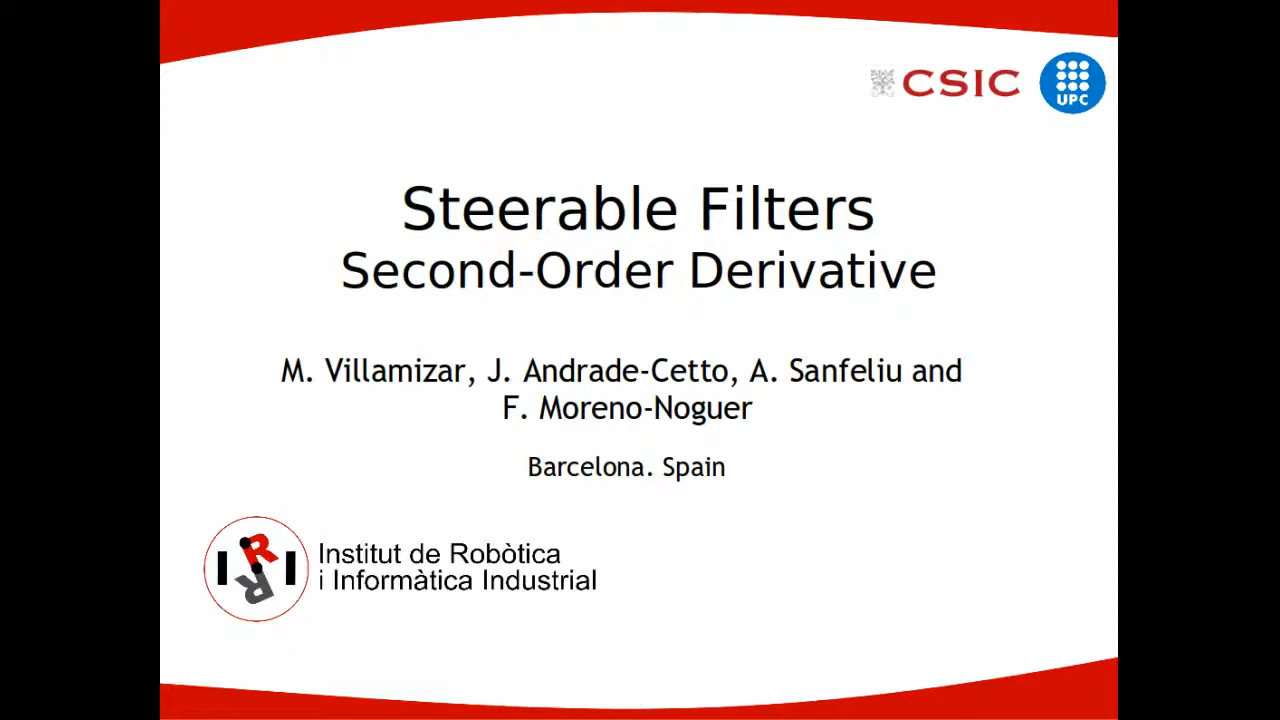 CSIC
UPC
Steerable Filters
Second-Order Derivative
M. Villamizar, J. Andrade-Cetto, A. Sanfeliu and
F. Moreno-Noguer
Barcelona. Spain
IRI
Institut de Robòtica
i Informàtica Industrial